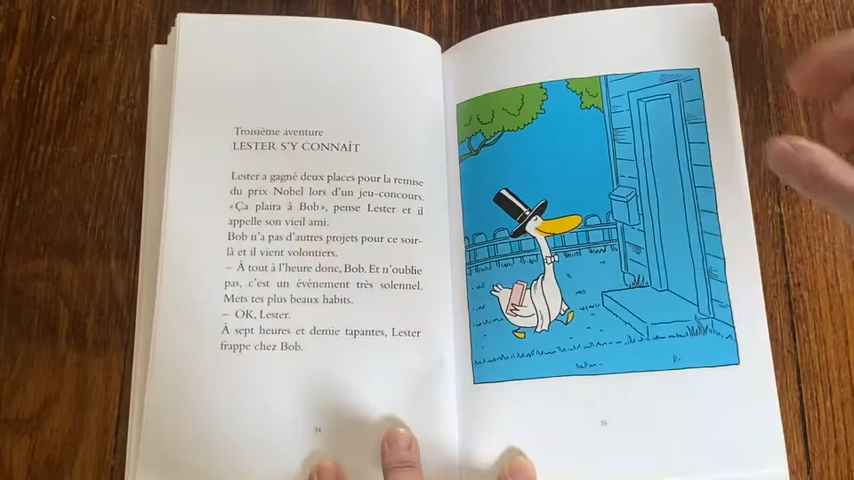 Troisième aventure
LESTER S'Y CONNAÎT
Lester a gagné deux places pour la remise
du prix Nobel lors d'un jeu-concours.
«Ça plaira à Bob», pense Lester et il
appelle son vieil ami.
Bob n'a pas d'autres projets pour ce soir-
là et il vient volontiers.
– À tout à l'heure donc, Bob. Et n'oublie
pas, c'est un événement très solennel.
Mets tes plus beaux habits.
– OK, Lester.
À sept heures et demie tapantes, Lester
frappe chez Bob.
34
35